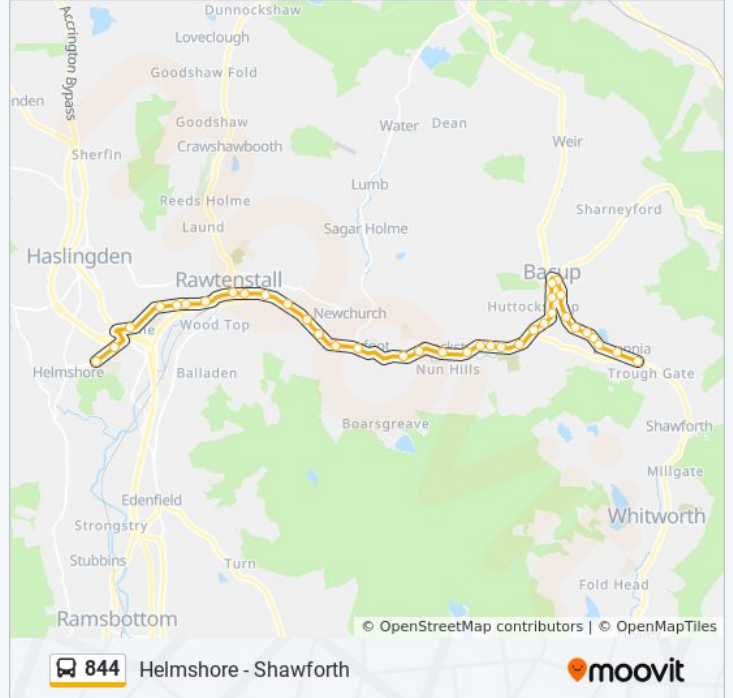 Dunnockshaw
Accrington Bypass
Loveclough
Goodshaw Fold
nden
Goodshaw
Water
Dean
Crawshawbooth
Weir
Sherfin
Lumb
Reeds Holme
Sharneyford
Laund
Sagar Holme
Haslingden
Rawtenstall
Bacup
Newchurch
Wood Top
Helmshore
Balladen
Nun Hills
Trough Gate
Boarsgreave
Shawforth
Millgate
Edenfield
Whitworth
Strongstry
Stubbins
Turn
Fold Head
Ramsbottom
© OpenStreetMap contributors | © OpenMapTiles
844 Helmshore - Shawforth
moovit